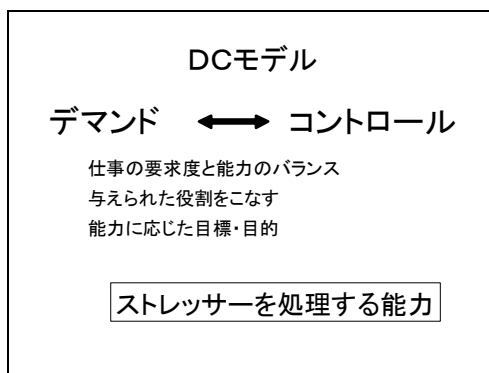 DCモデル
デマンド ⟷ コントロール
仕事の要求度と能力のバランス
与えられた役割をこなす
能力に応じた目標・目的
ストレッサーを処理する能力